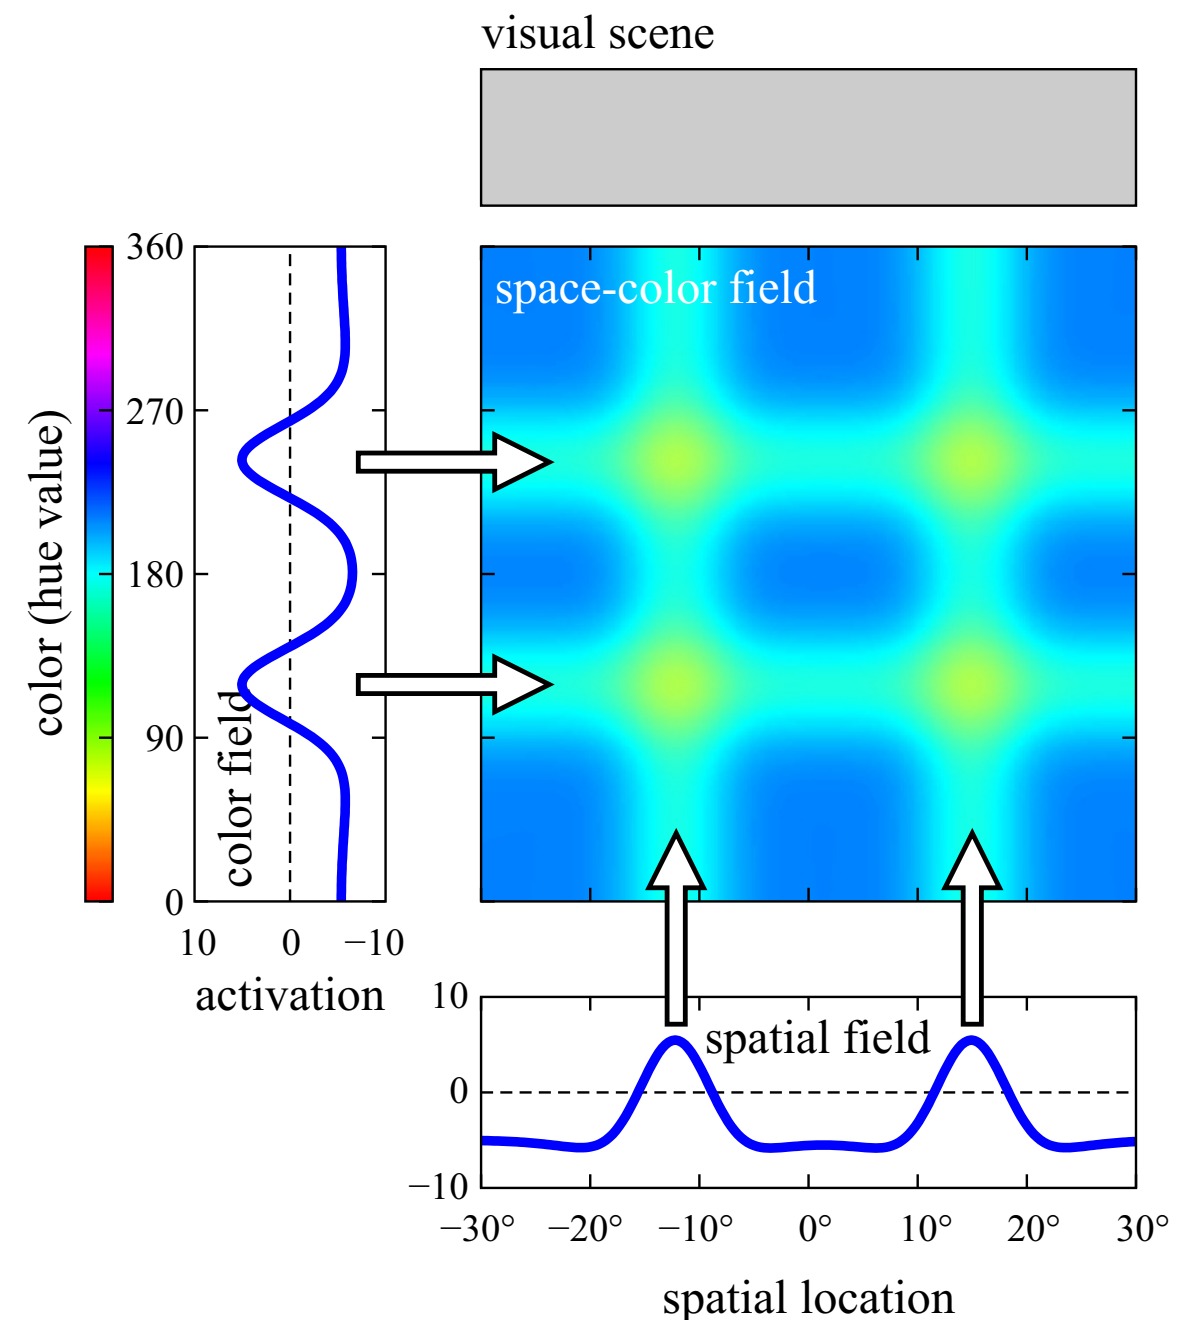 visual scene
space-color field
color (hue value)
360
270
180
90
0
color field
10 0 −10
activation
10
0
−10
spatial field
−30° −20° −10° 0° 10° 20° 30°
spatial location